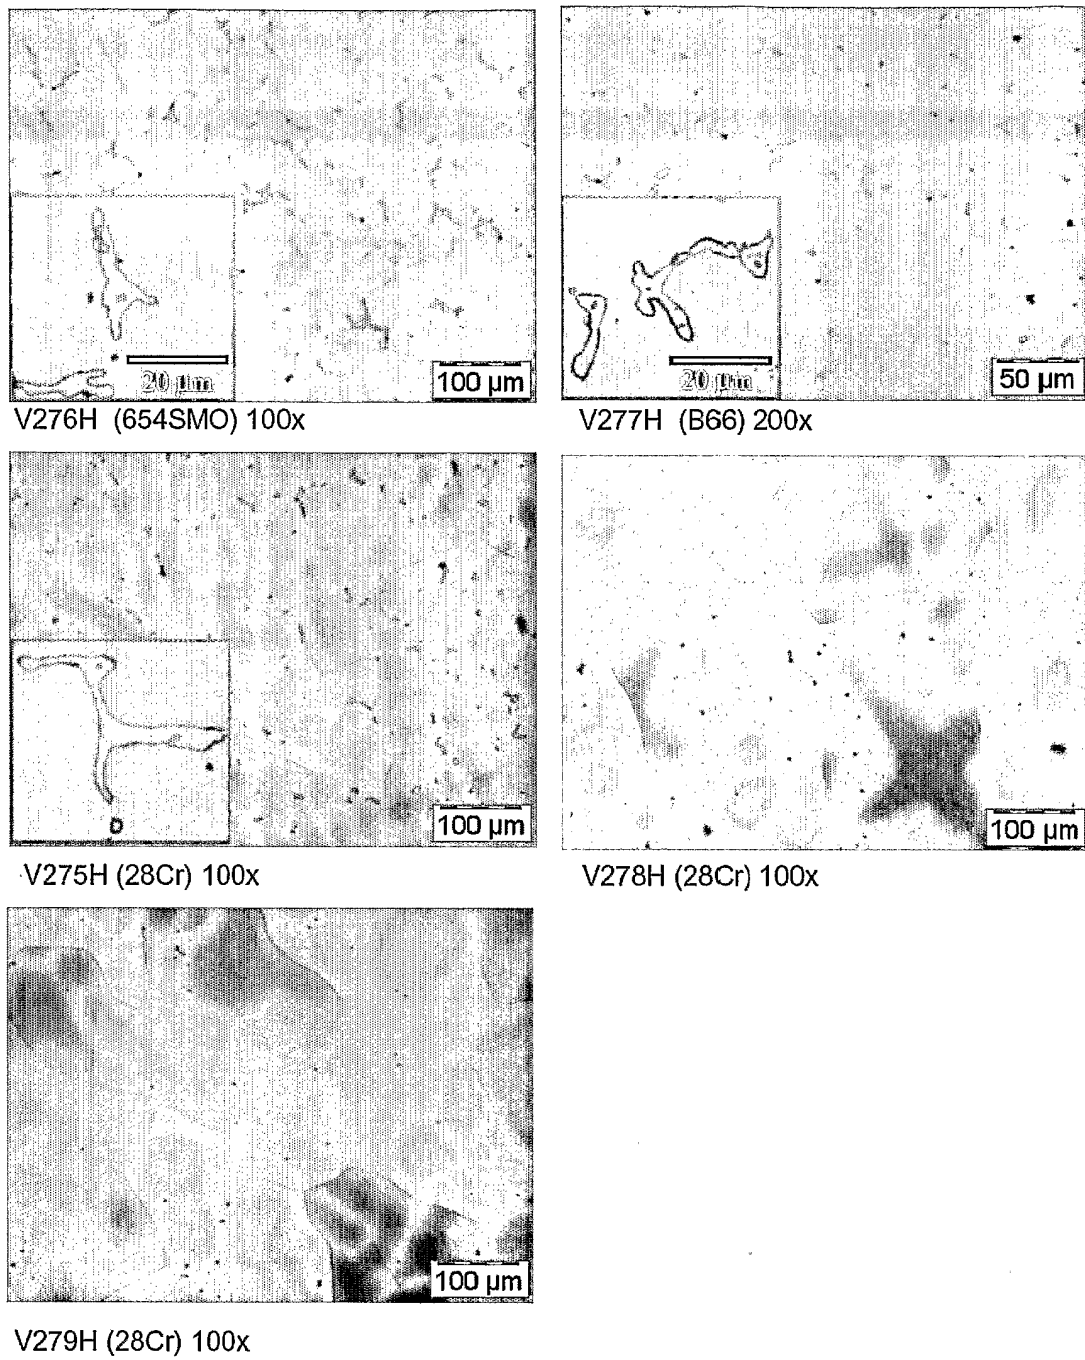 20 µm
100 µm
V276H (654SMO) 100x
20 µm
50 µm
V277H (B66) 200x
100 µm
V275H (28Cr) 100x
100 µm
V278H (28Cr) 100x
100 µm
V279H (28Cr) 100x